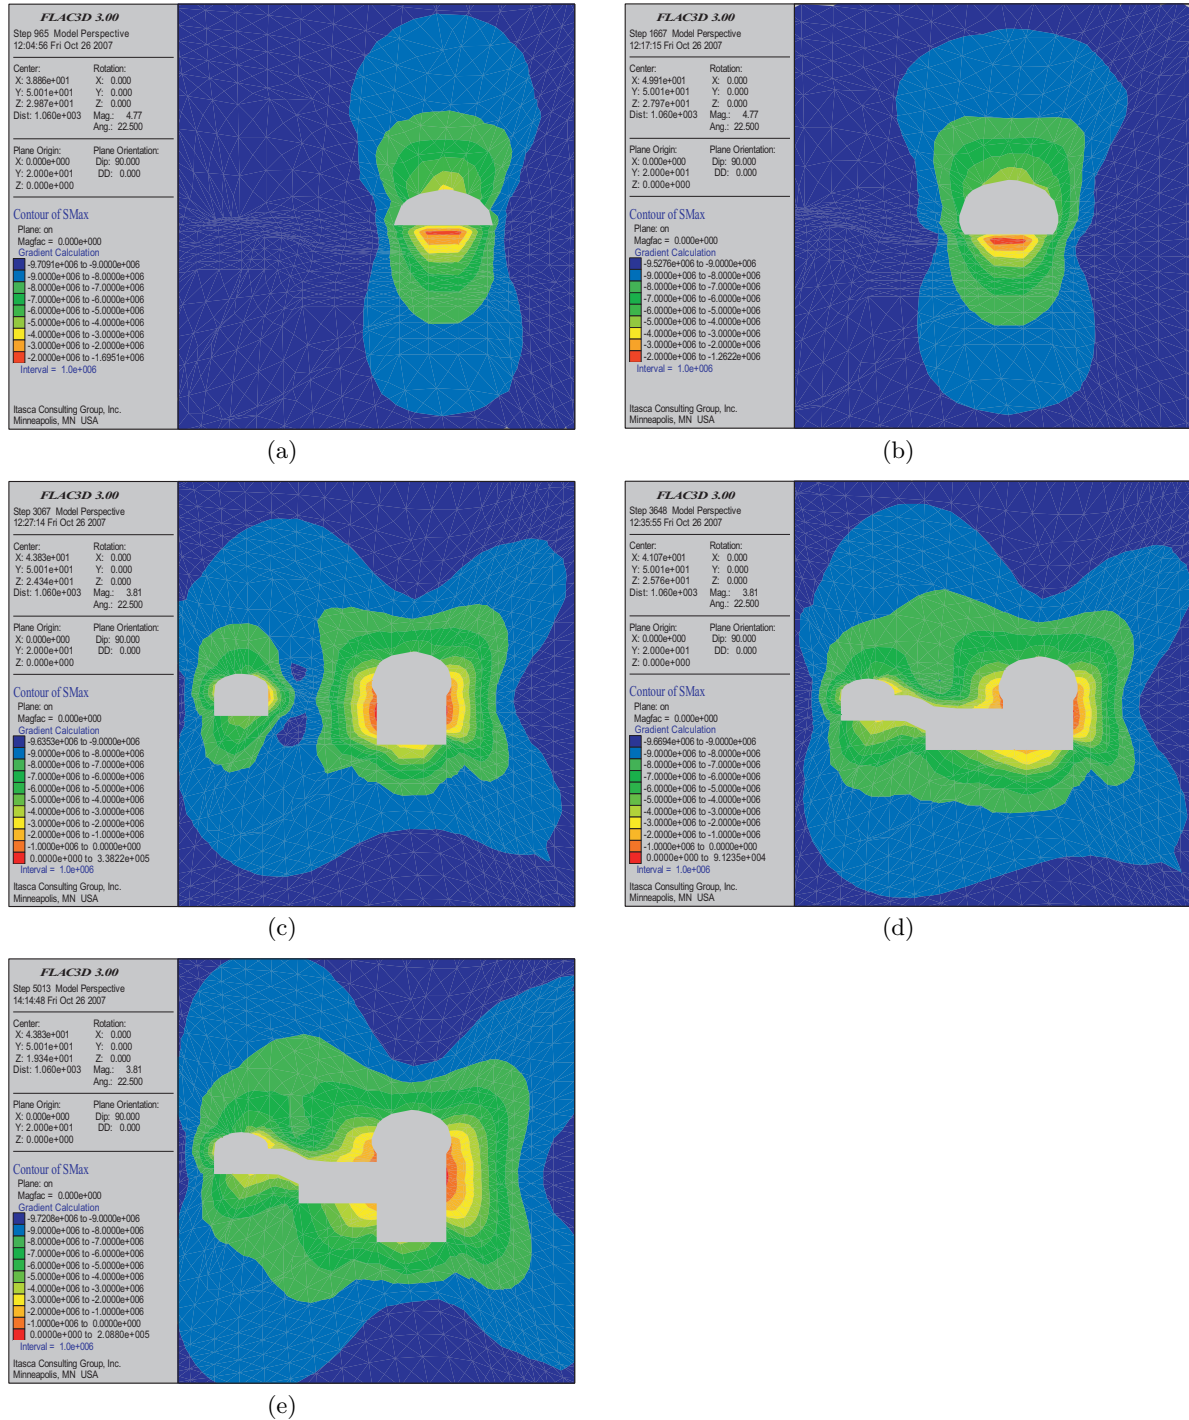 FLAC3D 3.00
Step 965 Model Perspective
12:04:56 Fri Oct 26 2007
Center: Rotation:
X: 3.886e+001 X: 0.000
Y: 5.001e+001 Y: 0.000
Z: 2.987e+001 Z: 0.000
Dist: 1.060e+003 Mag.: 4.77
Ang.: 22.500
Plane Origin: Plane Orientation:
X: 0.000e+000 Dip: 90.000
Y: 2.000e+001 DD: 0.000
Z: 0.000e+000
Contour of SMax
Plane: on
Magfac = 0.000e+000
Gradient Calculation
-9.7091e+006 to -9.0000e+006
-9.0000e+006 to -8.0000e+006
-8.0000e+006 to -7.0000e+006
-7.0000e+006 to -6.0000e+006
-6.0000e+006 to -5.0000e+006
-5.0000e+006 to -4.0000e+006
-4.0000e+006 to -3.0000e+006
-3.0000e+006 to -2.0000e+006
-2.0000e+006 to -1.6951e+006
Interval = 1.0e+006
Itasca Consulting Group, Inc.
Minneapolis, MN USA
(a)
FLAC3D 3.00
Step 1667 Model Perspective
12:17:15 Fri Oct 26 2007
Center: Rotation:
X: 4.991e+001 X: 0.000
Y: 5.001e+001 Y: 0.000
Z: 2.797e+001 Z: 0.000
Dist: 1.060e+003 Mag.: 4.77
Ang.: 22.500
Plane Origin: Plane Orientation:
X: 0.000e+000 Dip: 90.000
Y: 2.000e+001 DD: 0.000
Z: 0.000e+000
Contour of SMax
Plane: on
Magfac = 0.000e+000
Gradient Calculation
-9.5276e+006 to -9.0000e+006
-9.0000e+006 to -8.0000e+006
-8.0000e+006 to -7.0000e+006
-7.0000e+006 to -6.0000e+006
-6.0000e+006 to -5.0000e+006
-5.0000e+006 to -4.0000e+006
-4.0000e+006 to -3.0000e+006
-3.0000e+006 to -2.0000e+006
-2.0000e+006 to -1.2622e+006
Interval = 1.0e+006
Itasca Consulting Group, Inc.
Minneapolis, MN USA
(b)
FLAC3D 3.00
Step 3067 Model Perspective
12:27:14 Fri Oct 26 2007
Center: Rotation:
X: 4.383e+001 X: 0.000
Y: 5.001e+001 Y: 0.000
Z: 2.434e+001 Z: 0.000
Dist: 1.060e+003 Mag.: 3.81
Ang.: 22.500
Plane Origin: Plane Orientation:
X: 0.000e+000 Dip: 90.000
Y: 2.000e+001 DD: 0.000
Z: 0.000e+000
Contour of SMax
Plane: on
Magfac = 0.000e+000
Gradient Calculation
-9.6353e+006 to -9.0000e+006
-9.0000e+006 to -8.0000e+006
-8.0000e+006 to -7.0000e+006
-7.0000e+006 to -6.0000e+006
-6.0000e+006 to -5.0000e+006
-5.0000e+006 to -4.0000e+006
-4.0000e+006 to -3.0000e+006
-3.0000e+006 to -2.0000e+006
-2.0000e+006 to -1.0000e+006
-1.0000e+006 to 0.0000e+000
0.0000e+000 to 3.3822e+005
Interval = 1.0e+006
Itasca Consulting Group, Inc.
Minneapolis, MN USA
(c)
FLAC3D 3.00
Step 3648 Model Perspective
12:35:55 Fri Oct 26 2007
Center: Rotation:
X: 4.107e+001 X: 0.000
Y: 5.001e+001 Y: 0.000
Z: 2.576e+001 Z: 0.000
Dist: 1.060e+003 Mag.: 3.81
Ang.: 22.500
Plane Origin: Plane Orientation:
X: 0.000e+000 Dip: 90.000
Y: 2.000e+001 DD: 0.000
Z: 0.000e+000
Contour of SMax
Plane: on
Magfac = 0.000e+000
Gradient Calculation
-9.6694e+006 to -9.0000e+006
-9.0000e+006 to -8.0000e+006
-8.0000e+006 to -7.0000e+006
-7.0000e+006 to -6.0000e+006
-6.0000e+006 to -5.0000e+006
-5.0000e+006 to -4.0000e+006
-4.0000e+006 to -3.0000e+006
-3.0000e+006 to -2.0000e+006
-2.0000e+006 to -1.0000e+006
-1.0000e+006 to 0.0000e+000
0.0000e+000 to 9.1235e+004
Interval = 1.0e+006
Itasca Consulting Group, Inc.
Minneapolis, MN USA
(d)
FLAC3D 3.00
Step 5013 Model Perspective
14:14:48 Fri Oct 26 2007
Center: Rotation:
X: 4.383e+001 X: 0.000
Y: 5.001e+001 Y: 0.000
Z: 1.934e+001 Z: 0.000
Dist: 1.060e+003 Mag.: 3.81
Ang.: 22.500
Plane Origin: Plane Orientation:
X: 0.000e+000 Dip: 90.000
Y: 2.000e+001 DD: 0.000
Z: 0.000e+000
Contour of SMax
Plane: on
Magfac = 0.000e+000
Gradient Calculation
-9.7208e+006 to -9.0000e+006
-9.0000e+006 to -8.0000e+006
-8.0000e+006 to -7.0000e+006
-7.0000e+006 to -6.0000e+006
-6.0000e+006 to -5.0000e+006
-5.0000e+006 to -4.0000e+006
-4.0000e+006 to -3.0000e+006
-3.0000e+006 to -2.0000e+006
-2.0000e+006 to -1.0000e+006
-1.0000e+006 to 0.0000e+000
0.0000e+000 to 2.0880e+005
Interval = 1.0e+006
Itasca Consulting Group, Inc.
Minneapolis, MN USA
(e)